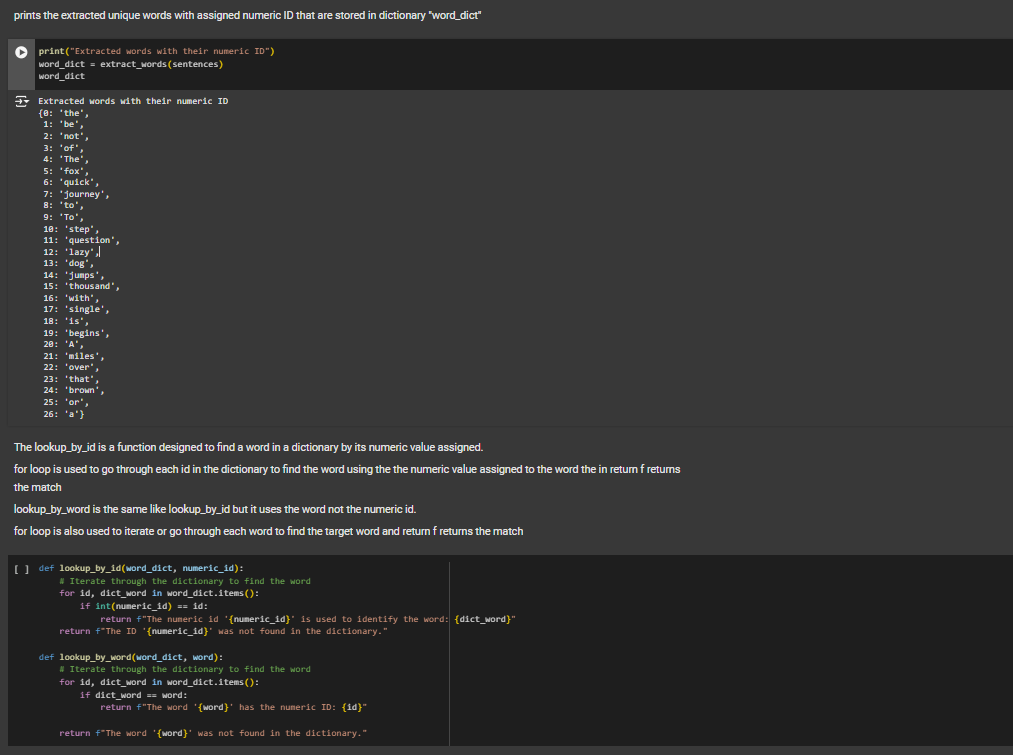 prints the extracted unique words with assigned numeric ID that are stored in dictionary "word_dict"
print("Extracted words with their numeric ID")
word_dict = extract_words(sentences)
word_dict
Extracted words with their numeric ID
{0: 'the',
1: 'be',
2: 'not',
3: 'of',
4: 'The',
5: 'fox',
6: 'quick',
7: 'journey',
8: 'to',
9: 'To',
10: 'step',
11: 'question',
12: 'lazy',
13: 'dog',
14: 'jumps',
15: 'thousand',
16: 'with',
17: 'single',
18: 'is',
19: 'begins',
20: 'A',
21: 'miles',
22: 'over',
23: 'that',
24: 'brown',
25: 'or',
26: 'a'}
The lookup_by_id is a function designed to find a word in a dictionary by its numeric value assigned.
for loop is used to go through each id in the dictionary to find the word using the the numeric value assigned to the word the in return f returns
the match
lookup_by_word is the same like lookup_by_id but it uses the word not the numeric id.
for loop is also used to iterate or go through each word to find the target word and return f returns the match
[ ] def lookup_by_id(word_dict, numeric_id):
# Iterate through the dictionary to find the word
for id, dict_word in word_dict.items():
if int(numeric_id) == id:
return f"The numeric id '{numeric_id}' is used to identify the word: {dict_word}"
return f"The ID '{numeric_id}' was not found in the dictionary."
def lookup_by_word(word_dict, word):
# Iterate through the dictionary to find the word
for id, dict_word in word_dict.items():
if dict_word == word:
return f"The word '{word}' has the numeric ID: {id}"
return f"The word '{word}' was not found in the dictionary."